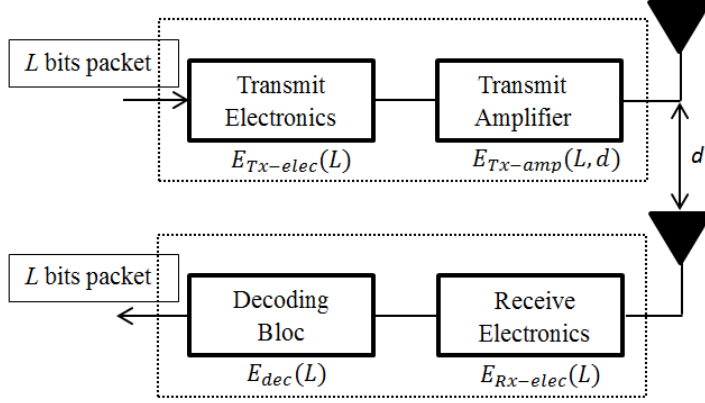 L bits packet
Transmit
Electronics
Transmit
Amplifier
E_{Tx-elec}(L)
E_{Tx-amp}(L,d)
d
L bits packet
Decoding
Bloc
Receive
Electronics
E_{dec}(L)
E_{Rx-elec}(L)